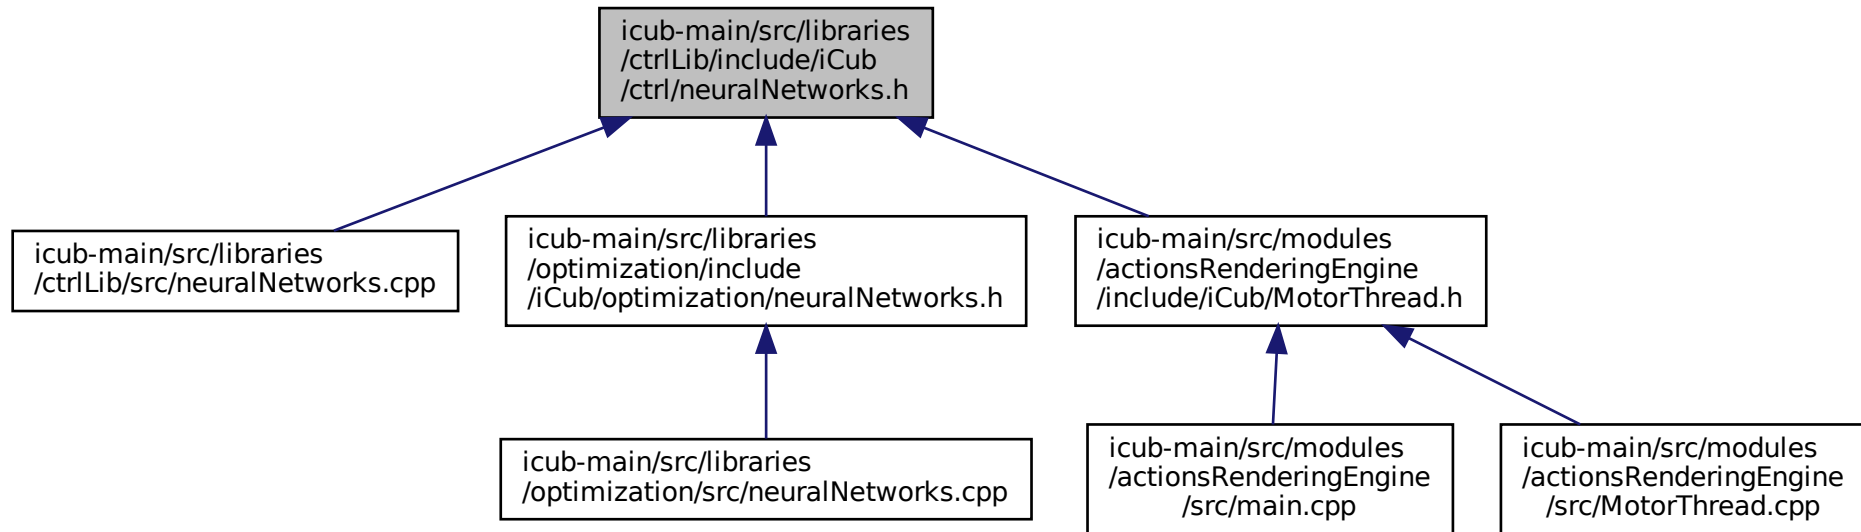 icub-main/src/libraries
/ctrlLib/include/iCub
/ctrl/neuralNetworks.h
icub-main/src/libraries
/ctrlLib/src/neuralNetworks.cpp
icub-main/src/libraries
/optimization/include
/iCub/optimization/neuralNetworks.h
icub-main/src/modules
/actionsRenderingEngine
/include/iCub/MotorThread.h
icub-main/src/libraries
/optimization/src/neuralNetworks.cpp
icub-main/src/modules
/actionsRenderingEngine
/src/main.cpp
icub-main/src/modules
/actionsRenderingEngine
/src/MotorThread.cpp